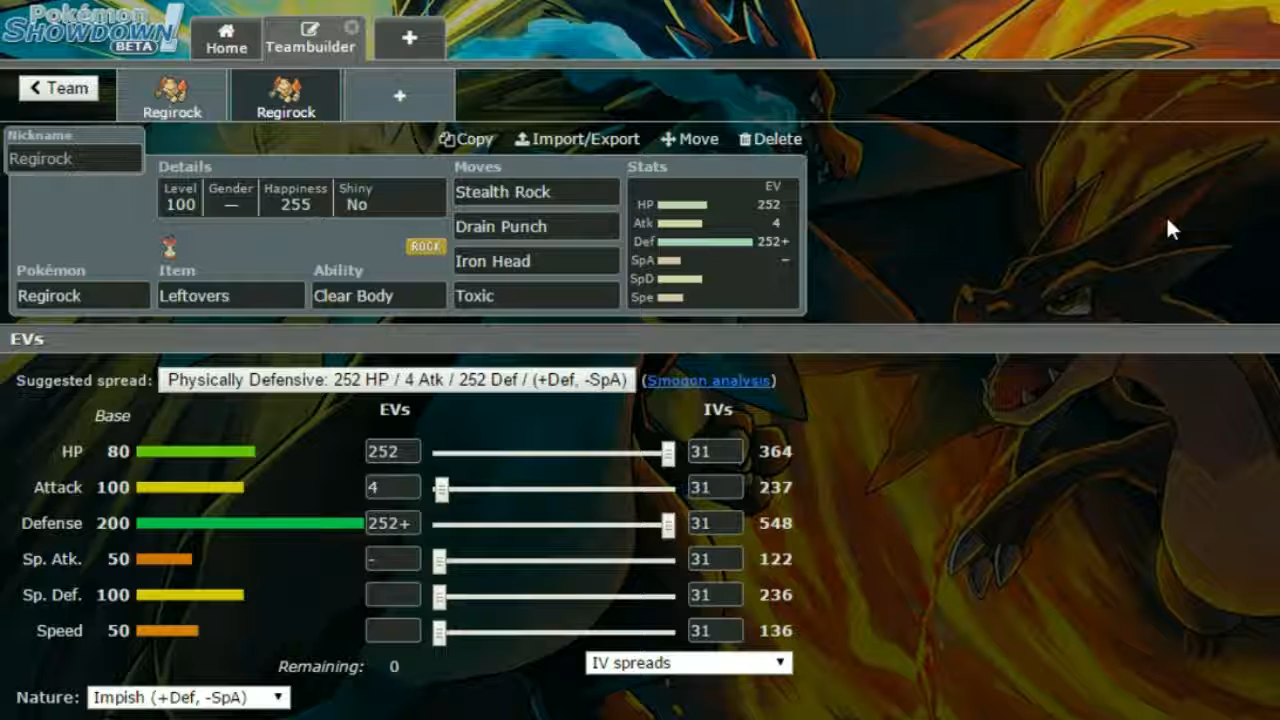 Pokémon
SHOWDOWN!
BETA
Home
Teambuilder
+
< Team
Regirock
Regirock
+
Nickname
Regirock
Copy
Import/Export
Move
Delete
Details
Level
100
Gender
—
Happiness
255
Shiny
No
ROCK
Pokémon
Regirock
Item
Leftovers
Ability
Clear Body
Moves
Stealth Rock
Drain Punch
Iron Head
Toxic
Stats
EV
HP 252
Atk 4
Def 252+
SpA −
SpD
Spe
EVs
Suggested spread: Physically Defensive: 252 HP / 4 Atk / 252 Def / (+Def, -SpA) (Smogon analysis)
Base EVs IVs
HP 80 252 31 364
Attack 100 4 31 237
Defense 200 252+ 31 548
Sp. Atk. 50 - 31 122
Sp. Def. 100 31 236
Speed 50 31 136
Remaining: 0
IV spreads
Nature: Impish (+Def, -SpA)